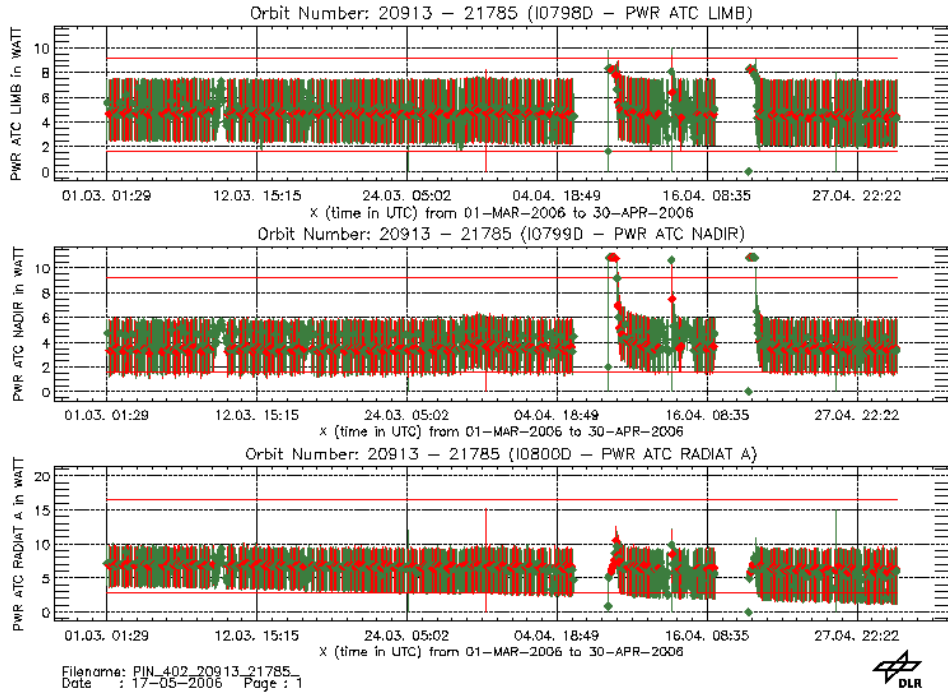 Orbit Number: 20913 – 21785 (I0798D – PWR ATC LIMB)
PWR ATC LIMB in WATT
10
8
6
4
2
0
01.03. 01:29 12.03. 15:15 24.03. 05:02 04.04. 18:49 16.04. 08:35 27.04. 22:22
X (time in UTC) from 01–MAR–2006 to 30–APR–2006
Orbit Number: 20913 – 21785 (I0799D – PWR ATC NADIR)
PWR ATC NADIR in WATT
10
8
6
4
2
0
01.03. 01:29 12.03. 15:15 24.03. 05:02 04.04. 18:49 16.04. 08:35 27.04. 22:22
X (time in UTC) from 01–MAR–2006 to 30–APR–2006
Orbit Number: 20913 – 21785 (I0800D – PWR ATC RADIAT A)
PWR ATC RADIAT A in WATT
20
15
10
5
0
01.03. 01:29 12.03. 15:15 24.03. 05:02 04.04. 18:49 16.04. 08:35 27.04. 22:22
X (time in UTC) from 01–MAR–2006 to 30–APR–2006
Filename: PIN_402_20913_21785_
Date : 17–05–2006 Page : 1
DLR